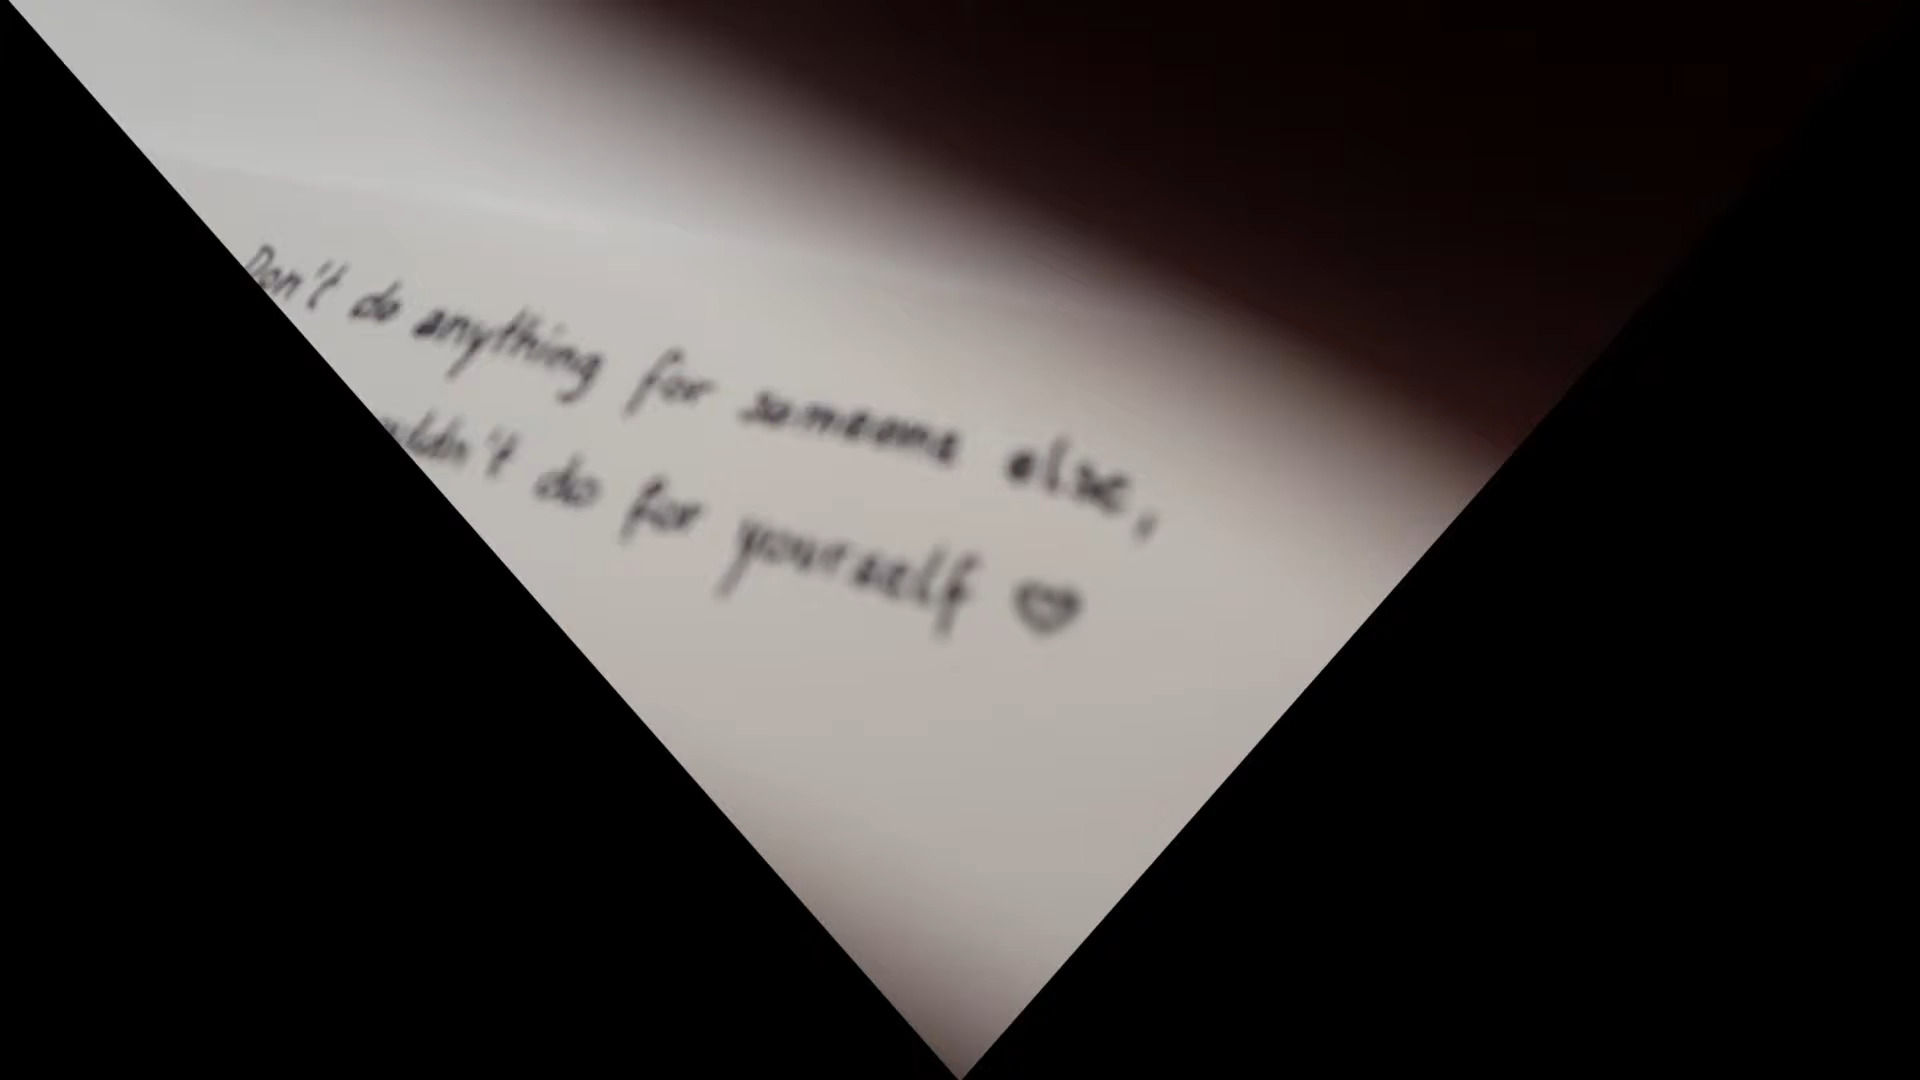 Don't do anything for someone else,
do for yourself ♡